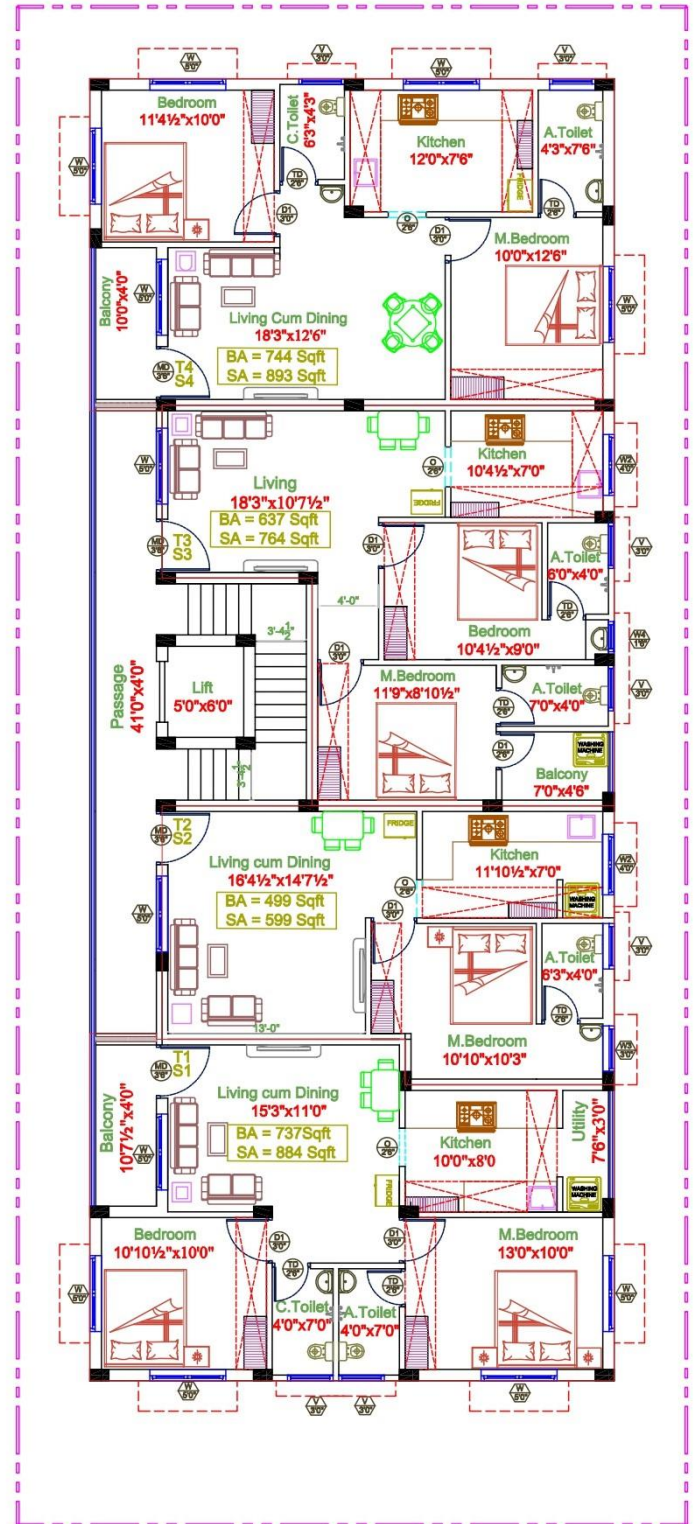 W
5'0"
V
3'0"
W
5'0"
V
3'0"
Bedroom
11'4½"x10'0"
C.Toilet
6'3"x4'3"
Kitchen
12'0"x7'6"
A.Toilet
4'3"x7'6"
W
5'0"
TD
2'6"
FRIDGE
TD
2'6"
D1
3'0"
O
2'6"
D1
3'0"
M.Bedroom
10'0"x12'6"
Balcony
10'0"x4'0"
W
5'0"
W
5'0"
Living Cum Dining
18'3"x12'6"
BA = 744 Sqft
SA = 893 Sqft
MD
3'6"
T4
S4
Kitchen
10'4½"x7'0"
W
5'0"
O
2'6"
W2
4'0"
Living
18'3"x10'7½"
FRIDGE
BA = 637 Sqft
SA = 764 Sqft
MD
3'6"
T3
S3
D1
3'0"
V
3'0"
A.Toilet
6'0"x4'0"
TD
2'6"
4'-0"
3'-4½"
Bedroom
10'4½"x9'0"
W4
1'6"
D1
3'0"
Passage
41'0"x4'0"
Lift
5'0"x6'0"
M.Bedroom
11'9"x8'10½"
A.Toilet
7'0"x4'0"
V
3'0"
TD
2'6"
D1
2'6"
WASHING
MACHINE
3'-4½"
Balcony
7'0"x4'6"
MD
3'6"
T2
S2
FRIDGE
Living cum Dining
16'4½"x14'7½"
Kitchen
11'10½"x7'0"
W2
4'0"
O
2'6"
BA = 499 Sqft
SA = 599 Sqft
WASHING
MACHINE
W
5'0"
D1
3'0"
V
3'0"
A.Toilet
6'3"x4'0"
TD
2'6"
13'-0"
M.Bedroom
10'10"x10'3"
W3
3'0"
MD
3'6"
T1
S1
Living cum Dining
15'3"x11'0"
Balcony
10'7½"x4'0"
BA = 737Sqft
SA = 884 Sqft
W
5'0"
O
2'6"
Kitchen
10'0"x8'0
Utility
7'6"x3'0"
FRIDGE
WASHING
MACHINE
Bedroom
10'10½"x10'0"
D1
3'0"
D1
3'0"
M.Bedroom
13'0"x10'0"
TD
2'6"
TD
2'6"
W
5'0"
C.Toilet
4'0"x7'0"
A.Toilet
4'0"x7'0"
W
5'0"
W
5'0"
V
3'0"
V
3'0"
W
5'0"